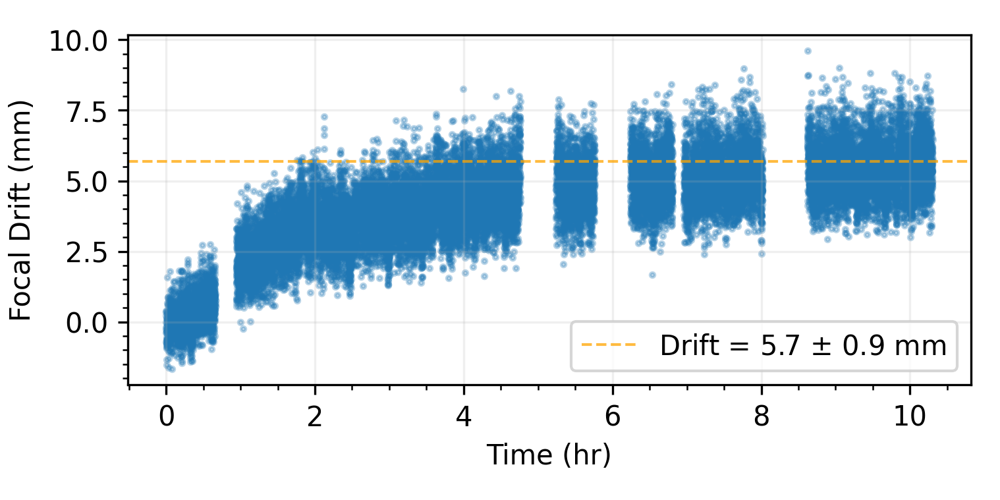 10.0
7.5
5.0
2.5
0.0
Focal Drift (mm)
Drift = 5.7 ± 0.9 mm
0 2 4 6 8 10
Time (hr)